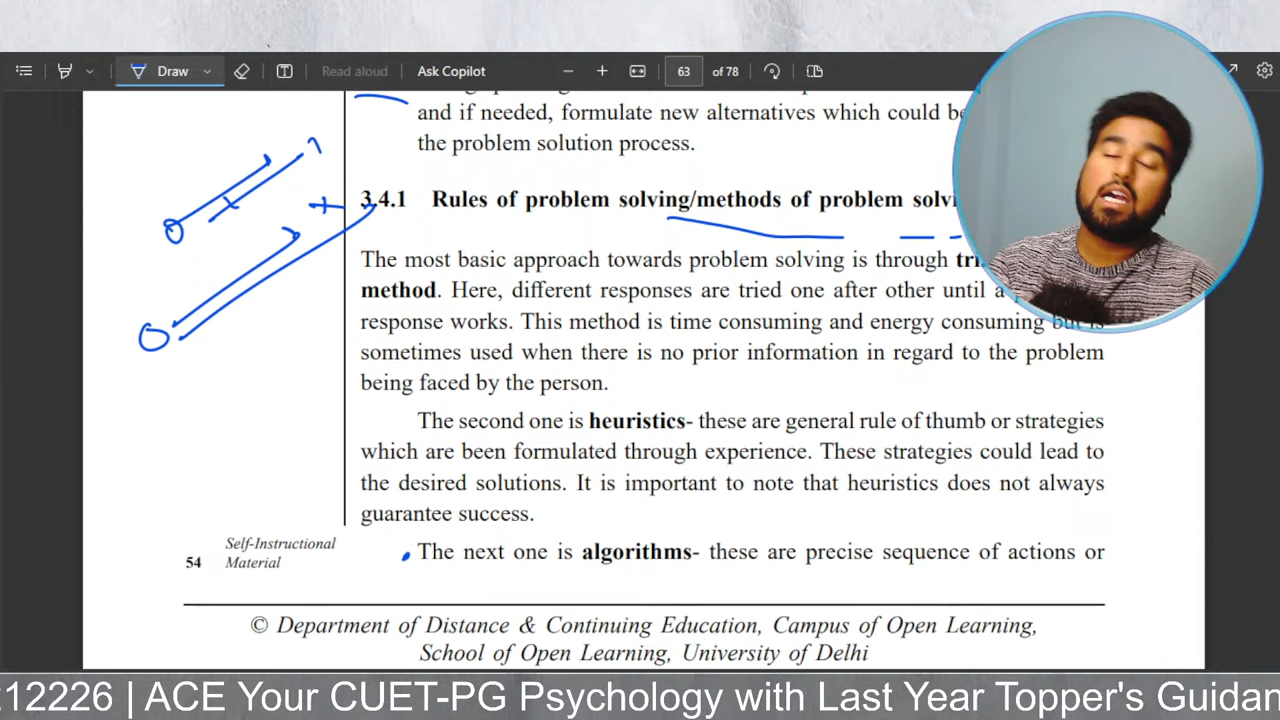 Draw
Read aloud
Ask Copilot
63 of 78
and if needed, formulate new alternatives which could be
the problem solution process.
3.4.1 Rules of problem solving/methods of problem
The most basic approach towards problem solving is through
method. Here, different responses are tried one after other until a
response works. This method is time consuming and energy consuming but is
sometimes used when there is no prior information in regard to the problem
being faced by the person.
The second one is heuristics- these are general rule of thumb or strategies
which are been formulated through experience. These strategies could lead to
the desired solutions. It is important to note that heuristics does not always
guarantee success.
The next one is algorithms- these are precise sequence of actions or
Self-Instructional
54 Material
© Department of Distance & Continuing Education, Campus of Open Learning,
School of Open Learning, University of Delhi
12226 | ACE Your CUET-PG Psychology with Last Year Topper's Guidan